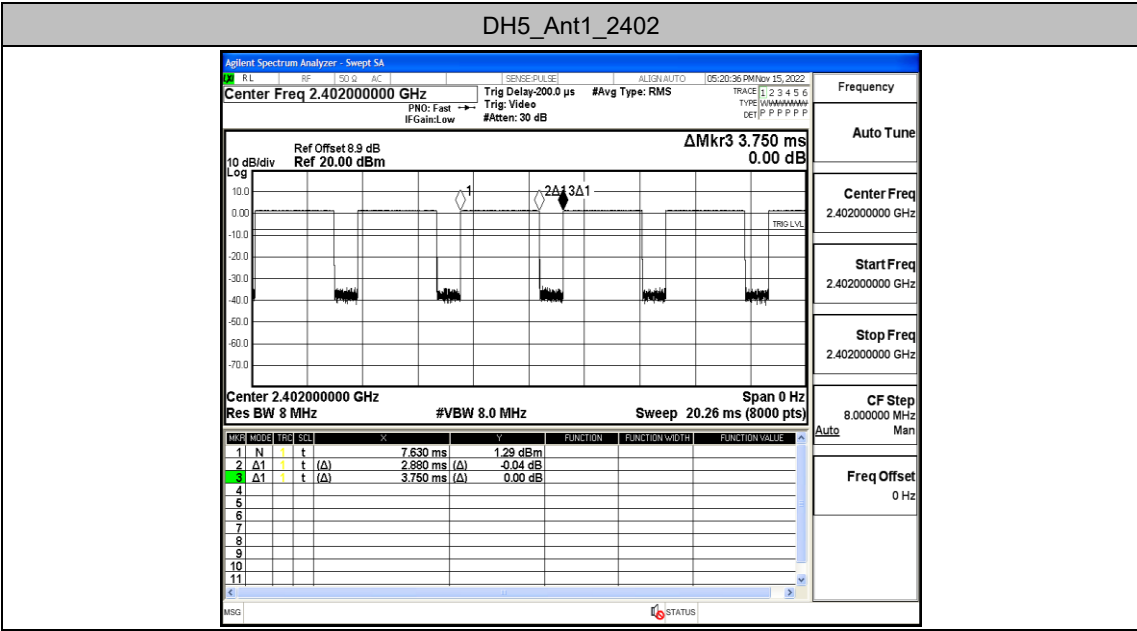 DH5_Ant1_2402
Agilent Spectrum Analyzer - Swept SA
RL RF 50 Ω AC SENSE:PULSE ALIGN AUTO 05:20:36 PM Nov 15, 2022
Center Freq 2.402000000 GHz
Trig Delay-200.0 µs #Avg Type: RMS
TRACE 1 2 3 4 5 6
PNO: Fast Trig: Video
TYPE
IFGain:Low #Atten: 30 dB
DET P P P P P P
Frequency
Auto Tune
Center Freq
2.402000000 GHz
Start Freq
2.402000000 GHz
Stop Freq
2.402000000 GHz
CF Step
8.000000 MHz
Auto Man
Freq Offset
0 Hz
ΔMkr3 3.750 ms
0.00 dB
Ref Offset 8.9 dB
10 dB/div Ref 20.00 dBm
Log
10.0
0.00
-10.0
-20.0
-30.0
-40.0
-50.0
-60.0
-70.0
1
2Δ1 3Δ1
TRIG LVL
Center 2.402000000 GHz Span 0 Hz
Res BW 8 MHz #VBW 8.0 MHz Sweep 20.26 ms (8000 pts)
MKR MODE TRC SCL X Y FUNCTION FUNCTION WIDTH FUNCTION VALUE
1 N 1 t 7.630 ms 1.29 dBm
2 Δ1 1 t (Δ) 2.880 ms (Δ) -0.04 dB
3 Δ1 1 t (Δ) 3.750 ms (Δ) 0.00 dB
4
5
6
7
8
9
10
11
MSG STATUS